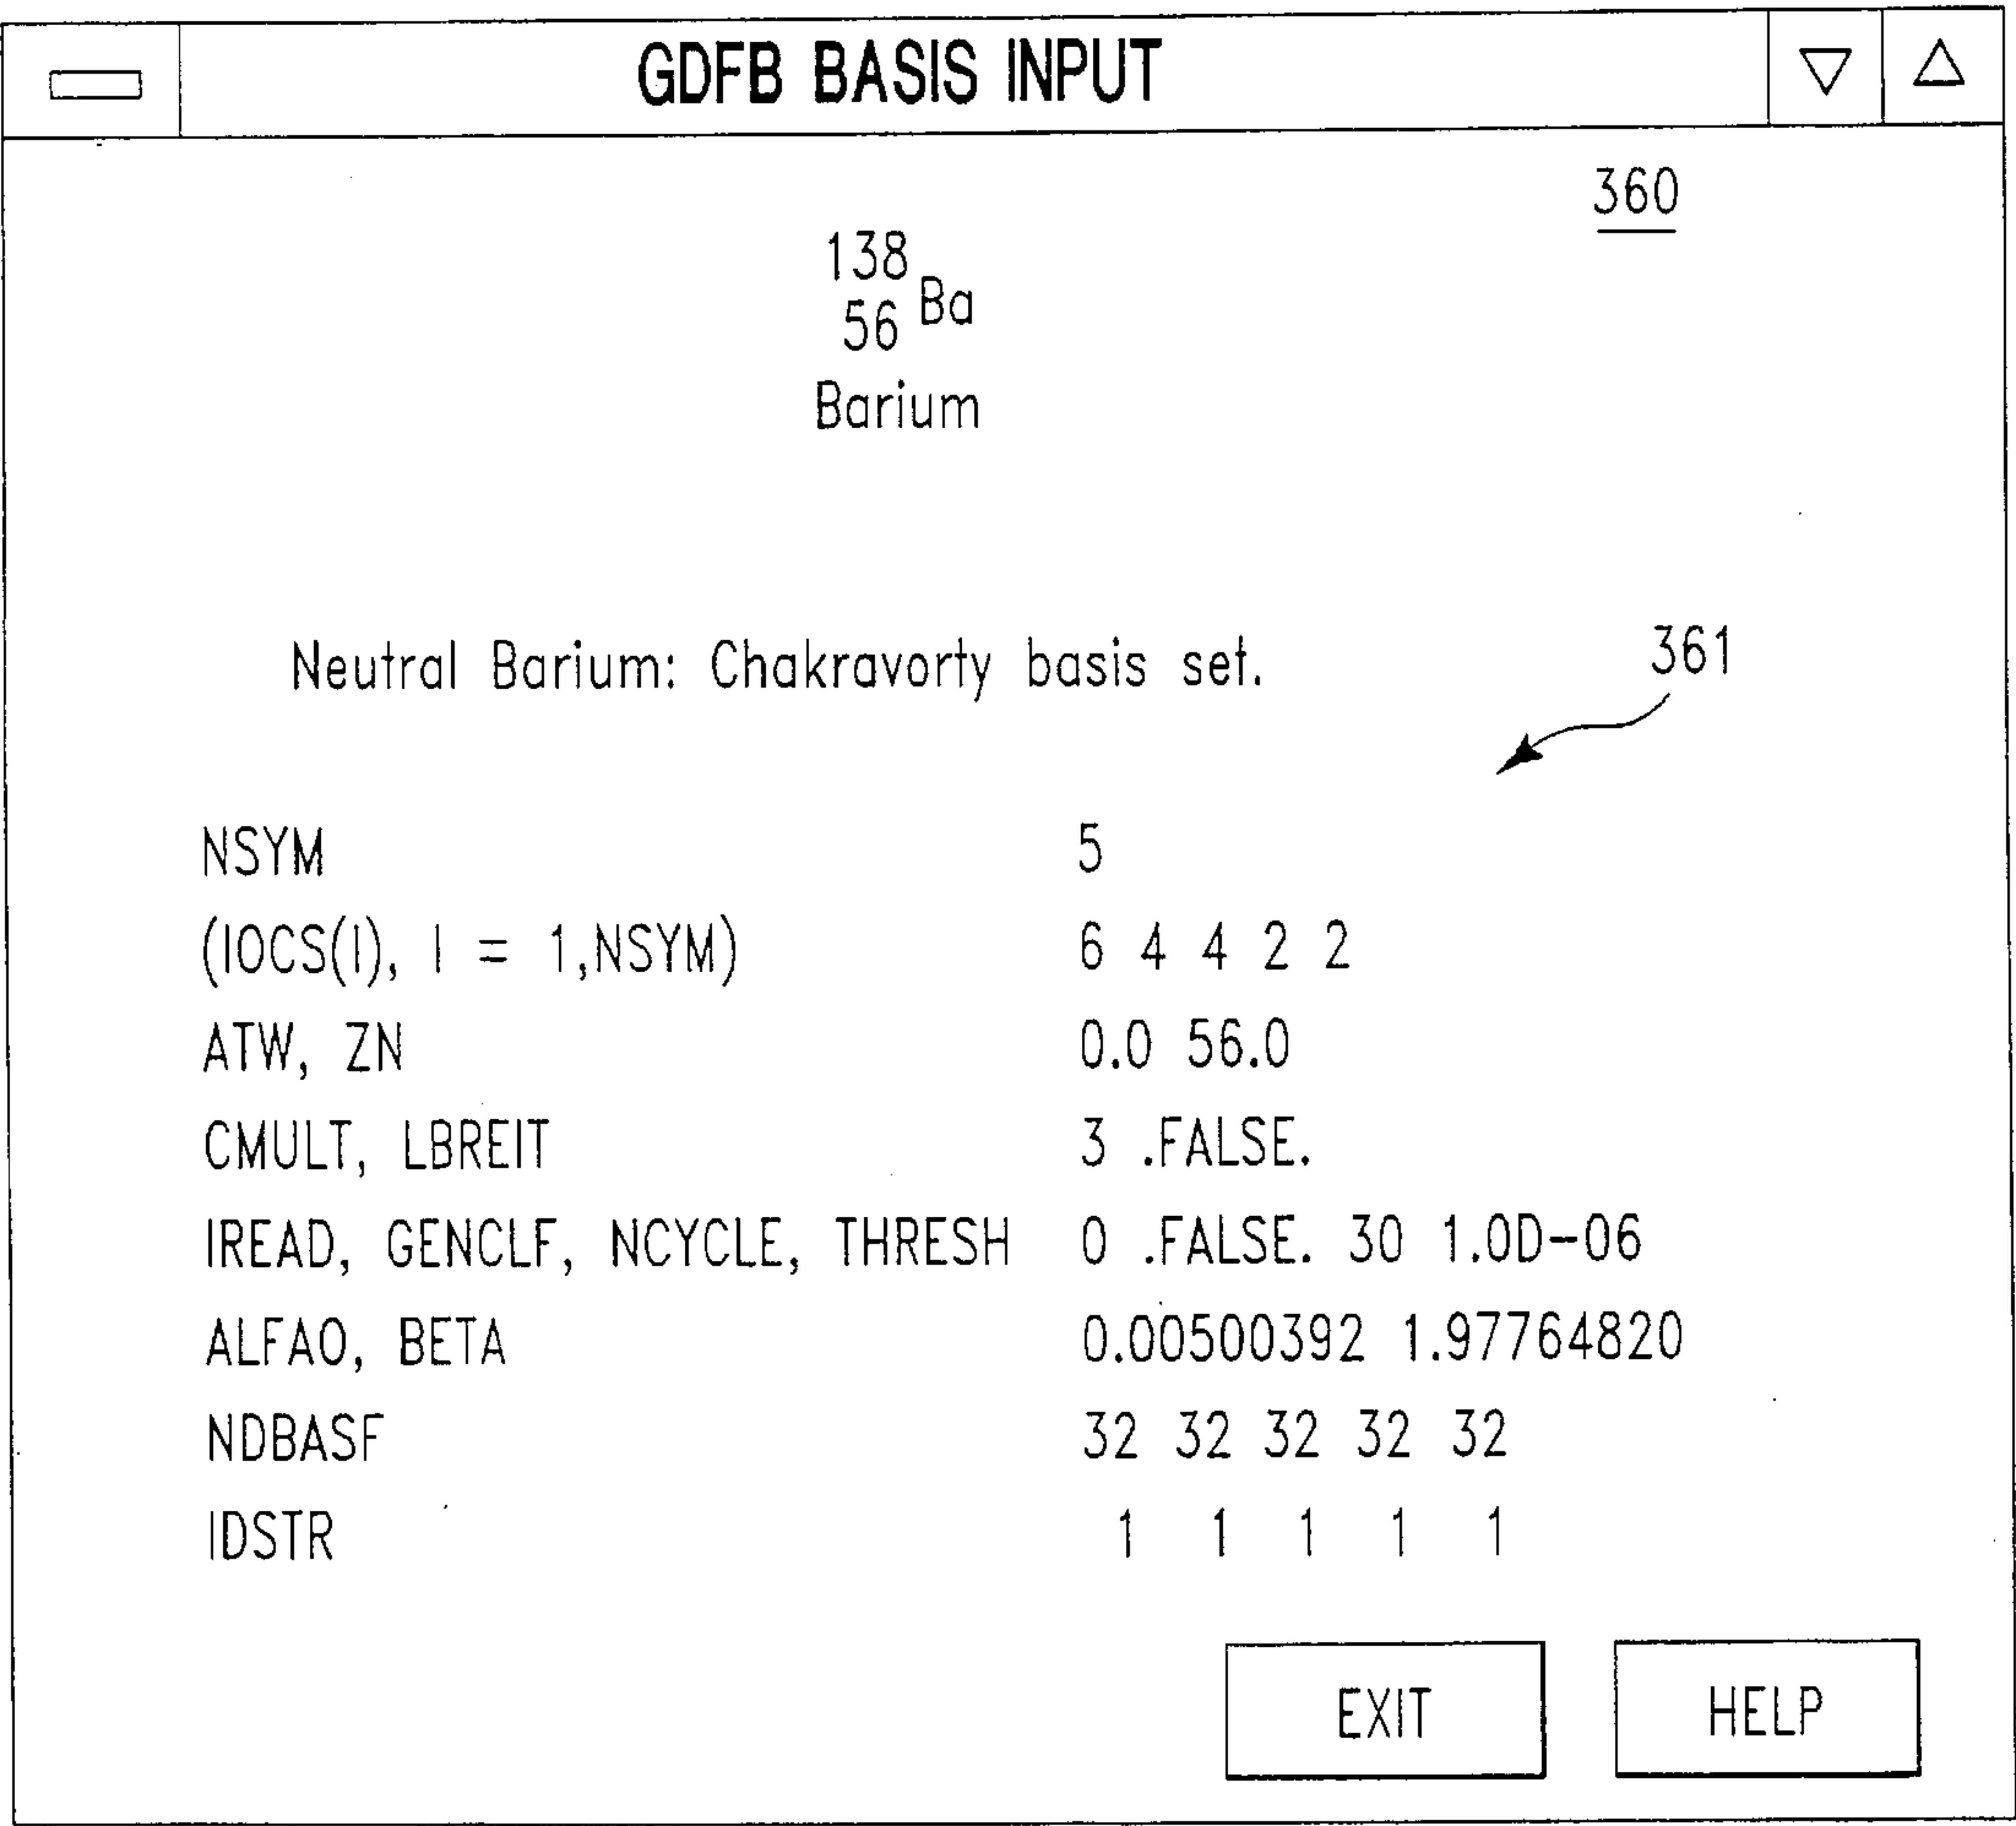 GDFB BASIS INPUT
360
138
56 Ba
Barium
Neutral Barium: Chakravorty basis set.
361
NSYM 5
(IOCS(I), I = 1,NSYM) 6 4 4 2 2
ATW, ZN 0.0 56.0
CMULT, LBREIT 3 .FALSE.
IREAD, GENCLF, NCYCLE, THRESH 0 .FALSE. 30 1.0D-06
ALFAO, BETA 0.00500392 1.97764820
NDBASF 32 32 32 32 32
IDSTR 1 1 1 1 1
EXIT HELP